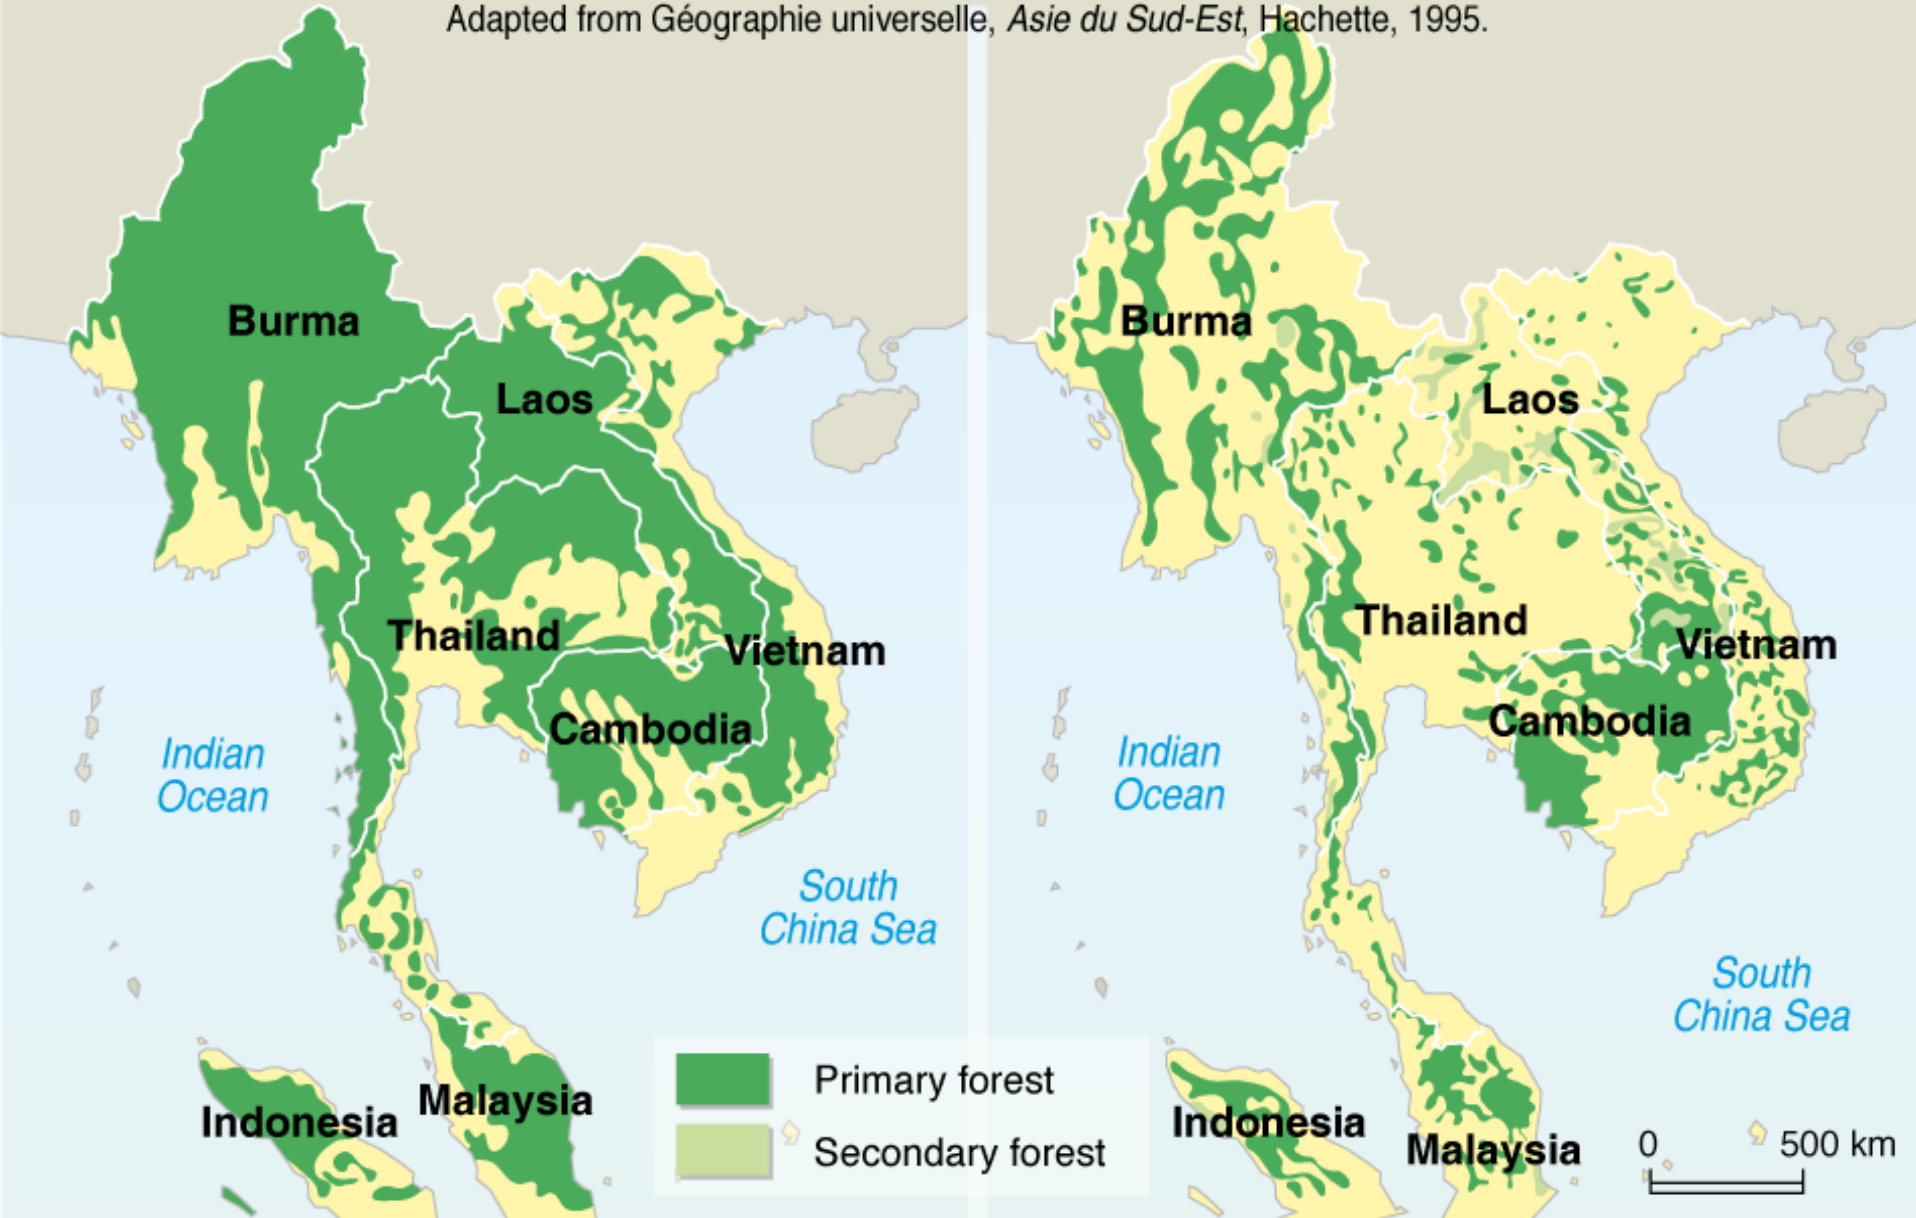 Adapted from Géographie universelle, Asie du Sud-Est, Hachette, 1995.
Burma
Laos
Thailand
Vietnam
Cambodia
Indian
Ocean
South
China Sea
Malaysia
Indonesia
Primary forest
Secondary forest
Burma
Laos
Thailand
Vietnam
Cambodia
Indian
Ocean
South
China Sea
Indonesia
Malaysia
0 500 km